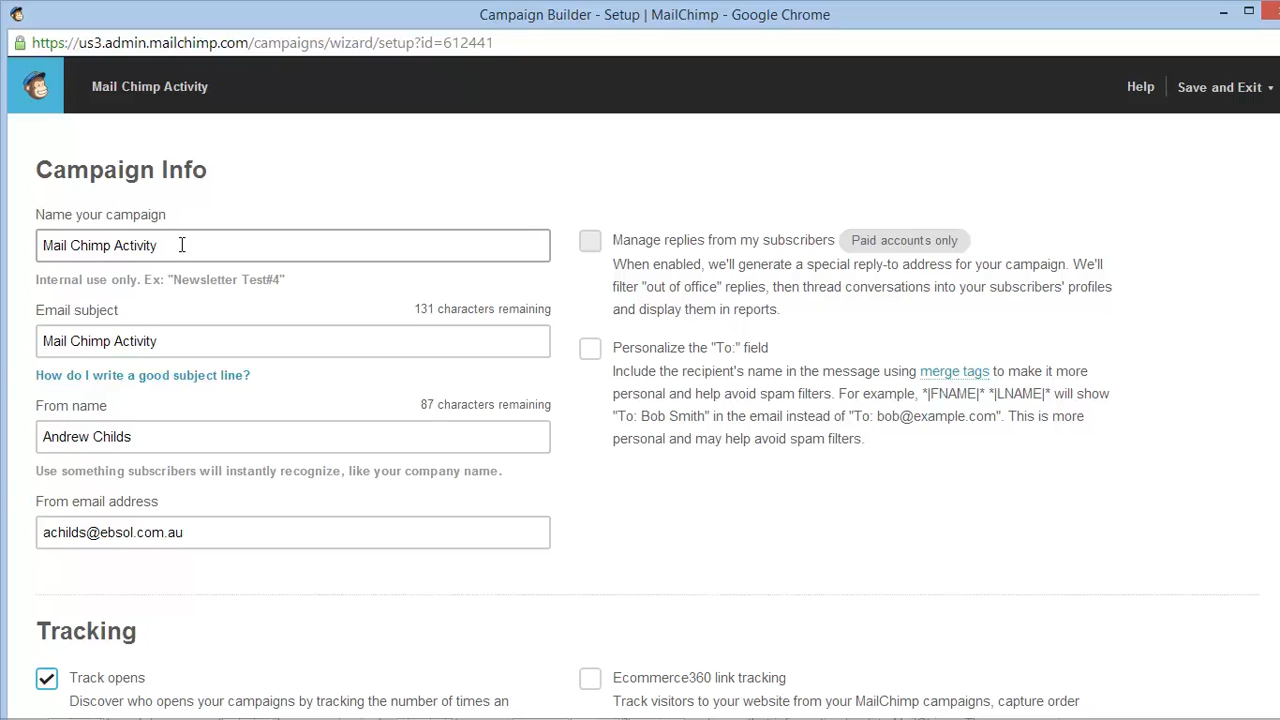 Campaign Builder - Setup | MailChimp - Google Chrome
https://us3.admin.mailchimp.com/campaigns/wizard/setup?id=612441
Mail Chimp Activity
Help
Save and Exit
Campaign Info
Name your campaign
Mail Chimp Activity
Internal use only. Ex: "Newsletter Test#4"
Email subject
131 characters remaining
Mail Chimp Activity
How do I write a good subject line?
From name
87 characters remaining
Andrew Childs
Use something subscribers will instantly recognize, like your company name.
From email address
achilds@ebsol.com.au
Manage replies from my subscribers Paid accounts only
When enabled, we'll generate a special reply-to address for your campaign. We'll
filter "out of office" replies, then thread conversations into your subscribers' profiles
and display them in reports.
Personalize the "To:" field
Include the recipient's name in the message using merge tags to make it more
personal and help avoid spam filters. For example, *|FNAME|* *|LNAME|* will show
"To: Bob Smith" in the email instead of "To: bob@example.com". This is more
personal and may help avoid spam filters.
Tracking
Track opens
Discover who opens your campaigns by tracking the number of times an
Ecommerce360 link tracking
Track visitors to your website from your MailChimp campaigns, capture order